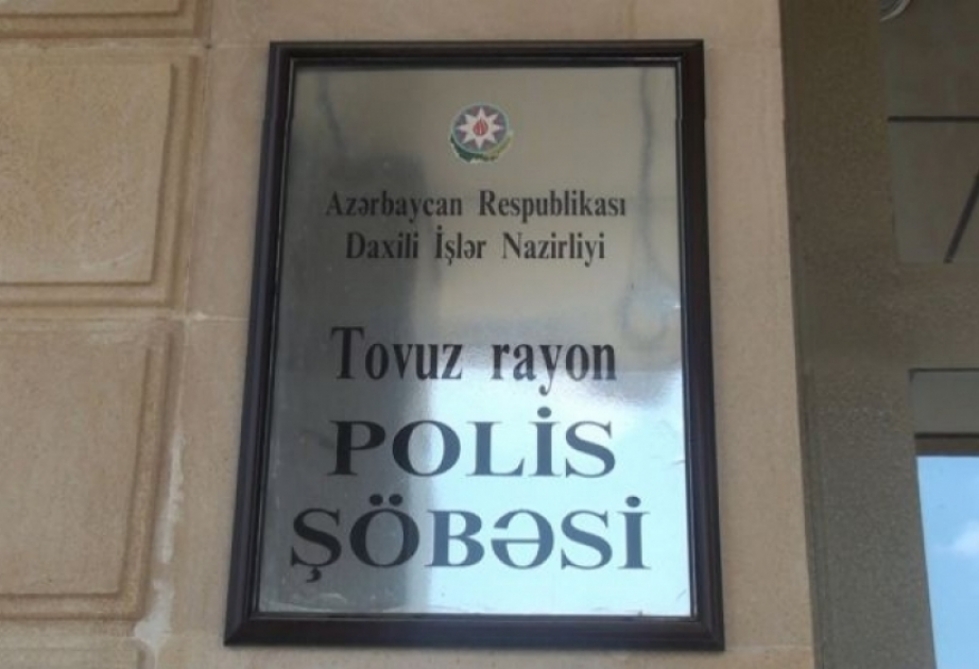 Azərbaycan Respublikası
Daxili İşlər Nazirliyi
Tovuz rayon
POLİS
ŞÖBƏSİ